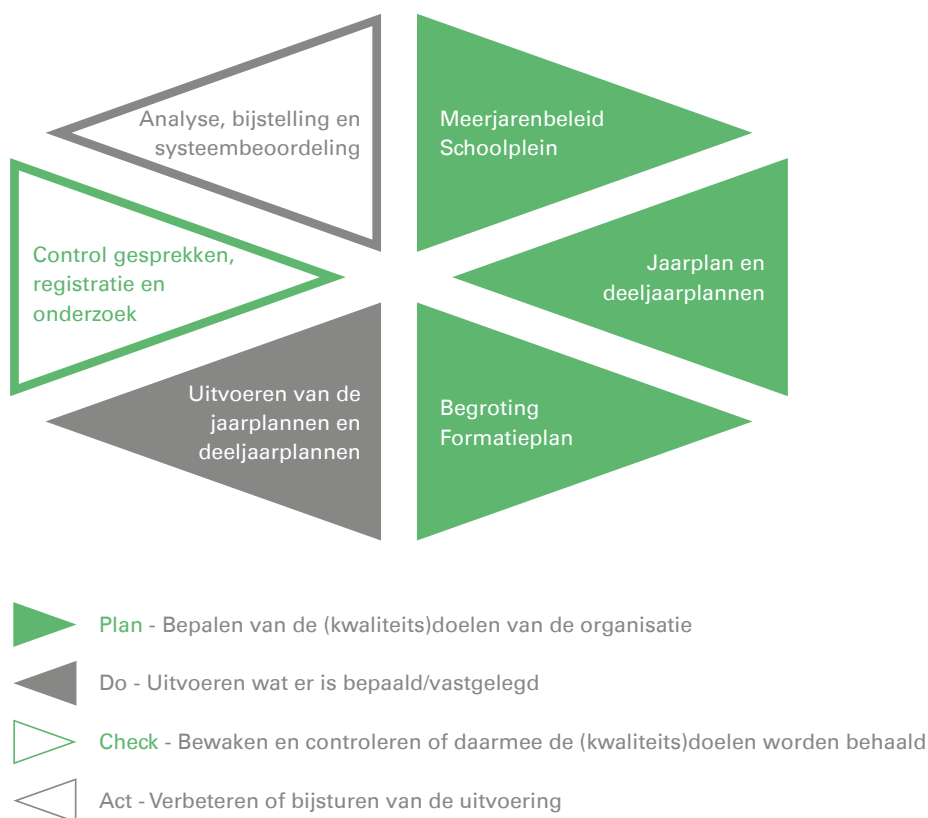 Analyse, bijstelling en
systeembeoordeling
Meerjarenbeleid
Schoolplein
Control gesprekken,
registratie en
onderzoek
Jaarplan en
deeljaarplannen
Uitvoeren van de
jaarplannen en
deeljaarplannen
Begroting
Formatieplan
Plan - Bepalen van de (kwaliteits)doelen van de organisatie
Do - Uitvoeren wat er is bepaald/vastgelegd
Check - Bewaken en controleren of daarmee de (kwaliteits)doelen worden behaald
Act - Verbeteren of bijsturen van de uitvoering